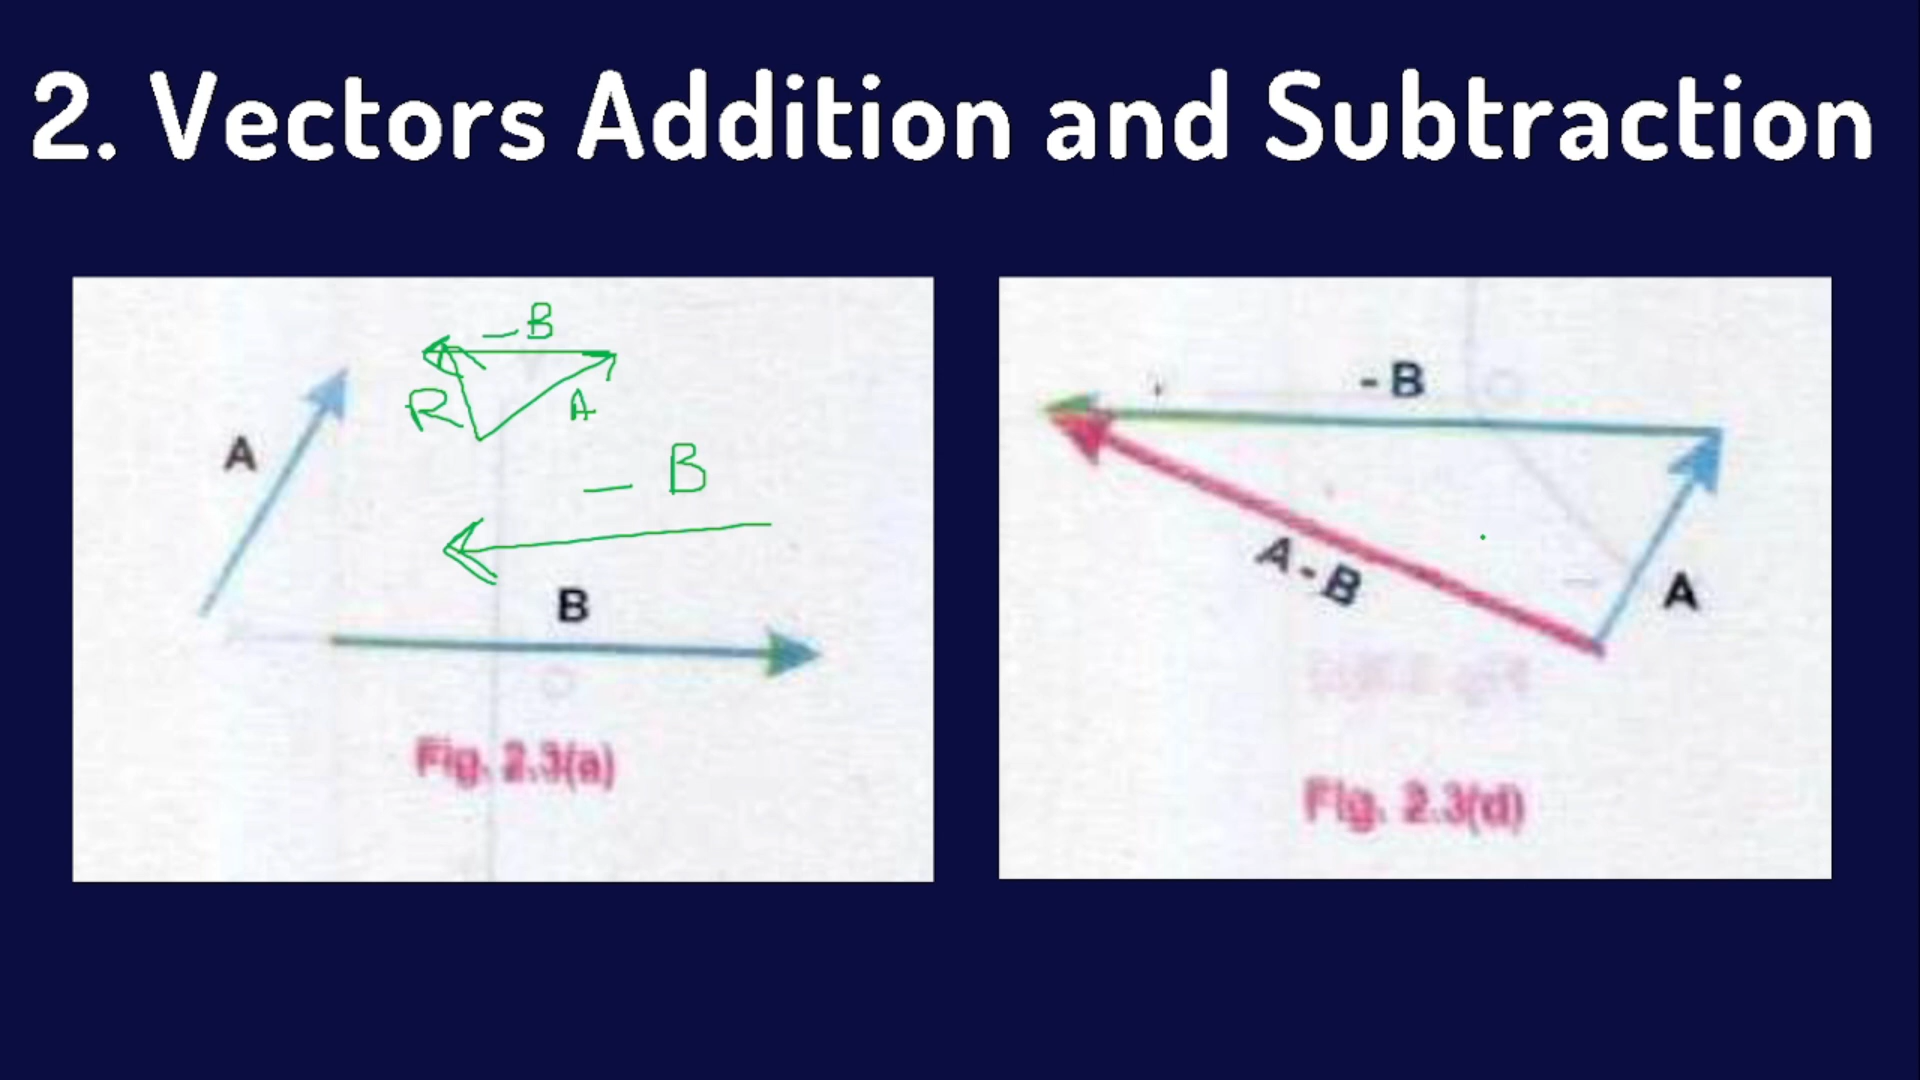 2. Vectors Addition and Subtraction
- B
R
A
A
- B
B
Fig. 2.3(a)
- B
A - B
A
Fig. 2.3(d)